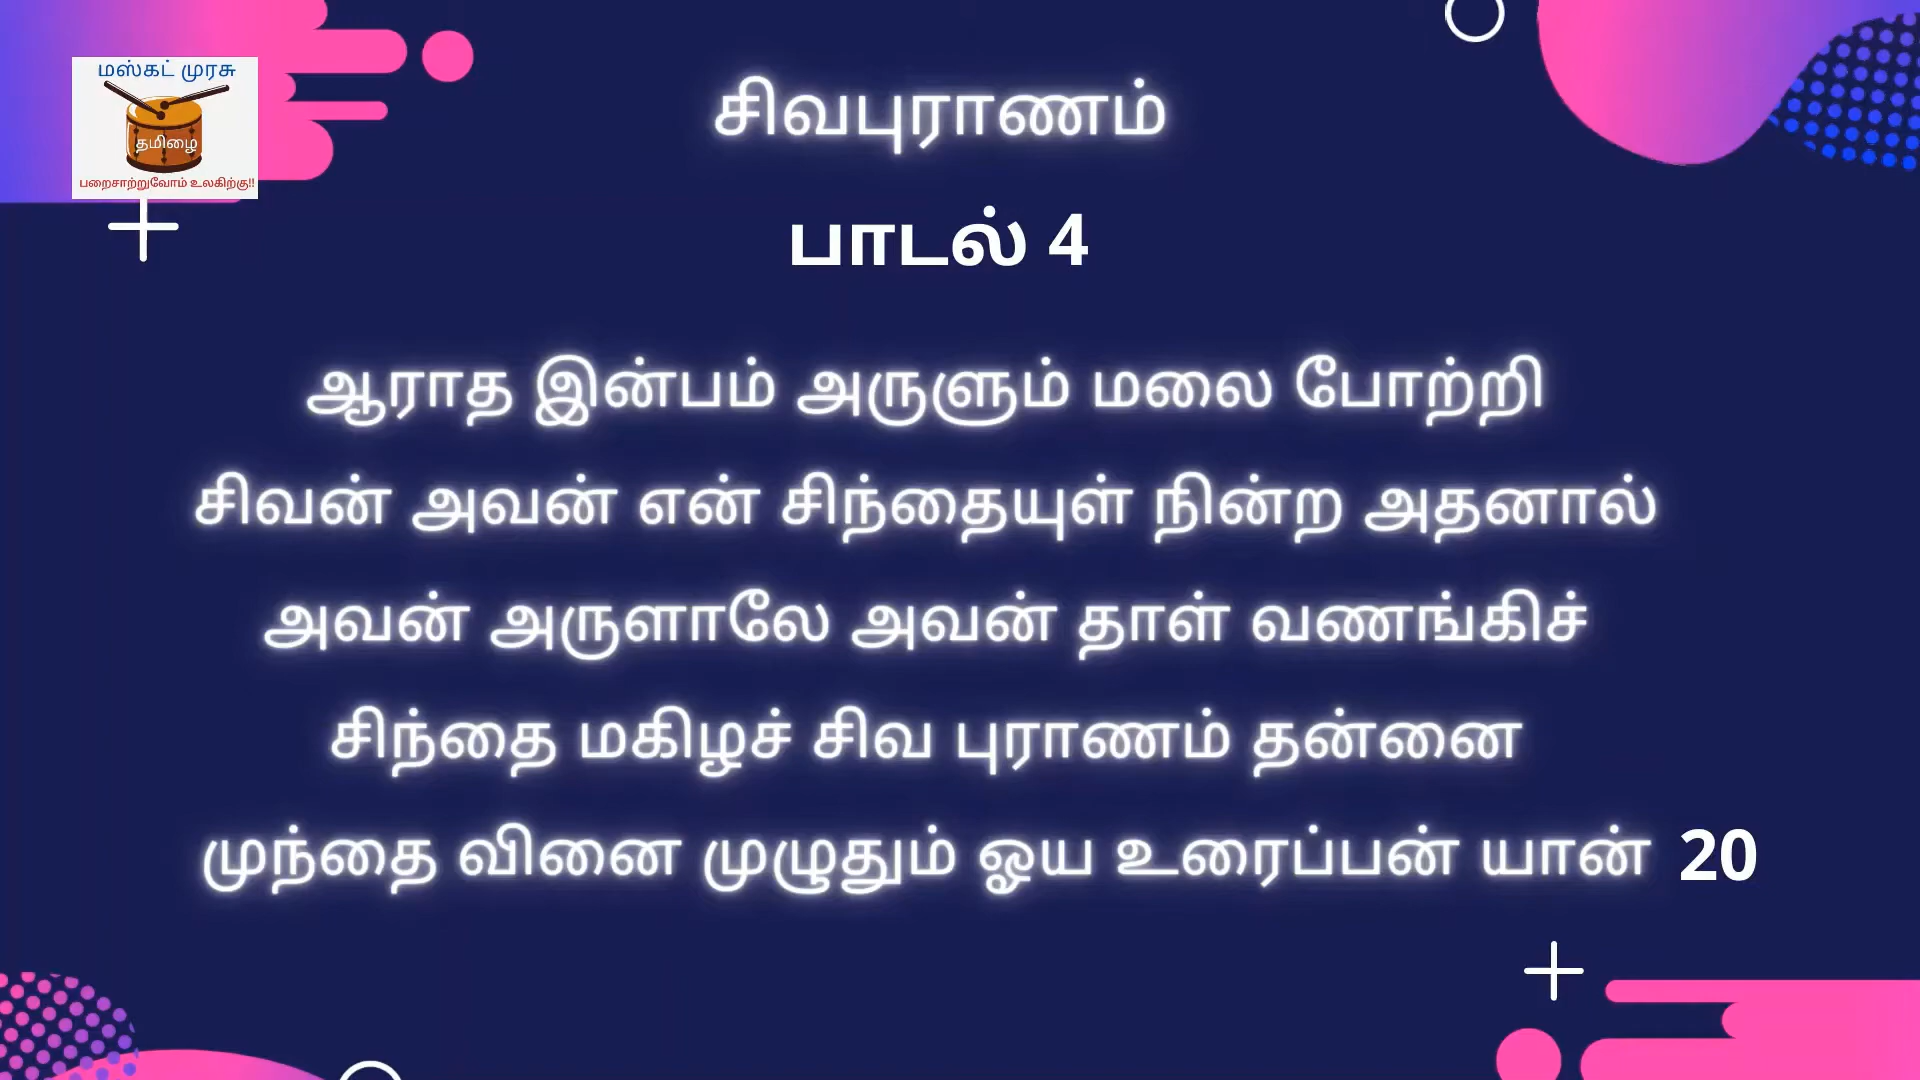 மஸ்கட் முரசு
தமிழை
பறைசாற்றுவோம் உலகிற்கு!!
சிவபுராணம்
பாடல் 4
ஆராத இன்பம் அருளும் மலை போற்றி
சிவன் அவன் என் சிந்தையுள் நின்ற அதனால்
அவன் அருளாலே அவன் தாள் வணங்கிச்
சிந்தை மகிழச் சிவ புராணம் தன்னை
முந்தை வினை முழுதும் ஓய உரைப்பன் யான் 20